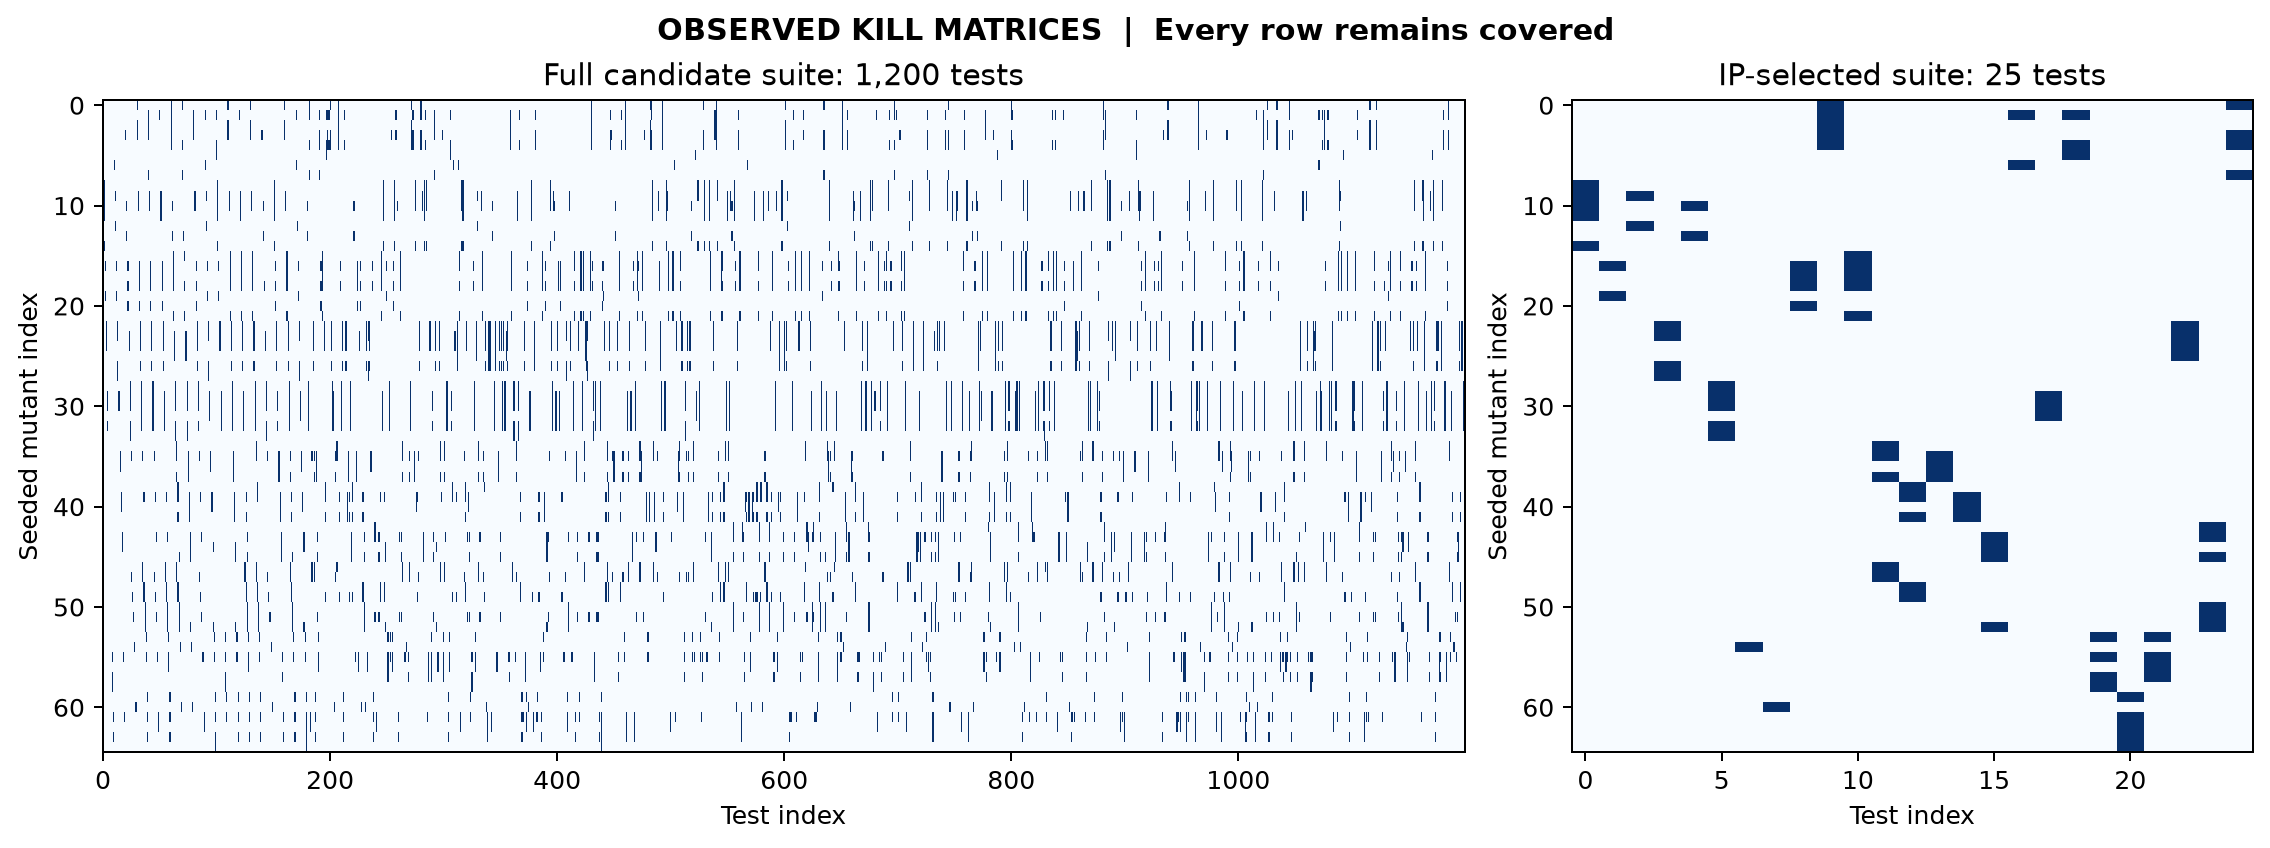 OBSERVED KILL MATRICES | Every row remains covered
Full candidate suite: 1,200 tests
Seeded mutant index
0
10
20
30
40
50
60
0 200 400 600 800 1000
Test index
IP-selected suite: 25 tests
Seeded mutant index
0
10
20
30
40
50
60
0 5 10 15 20
Test index